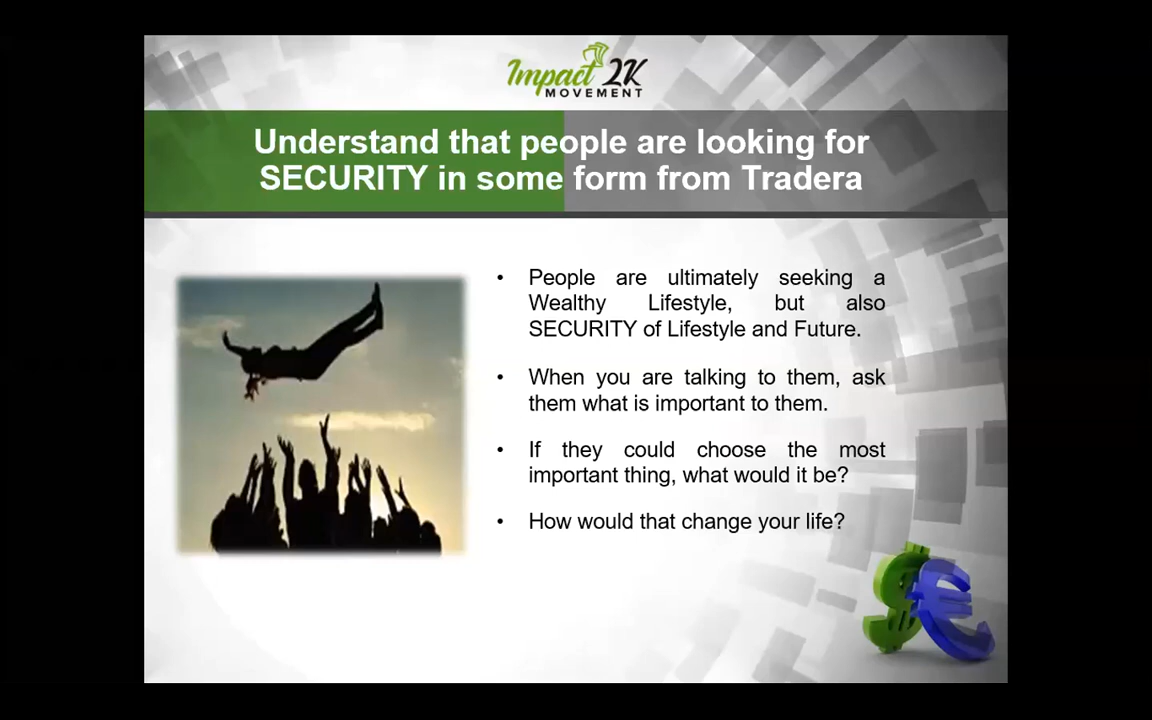 Impact 2K
MOVEMENT
Understand that people are looking for
SECURITY in some form from Tradera
• People are ultimately seeking a
Wealthy Lifestyle, but also
SECURITY of Lifestyle and Future.
• When you are talking to them, ask
them what is important to them.
• If they could choose the most
important thing, what would it be?
• How would that change your life?